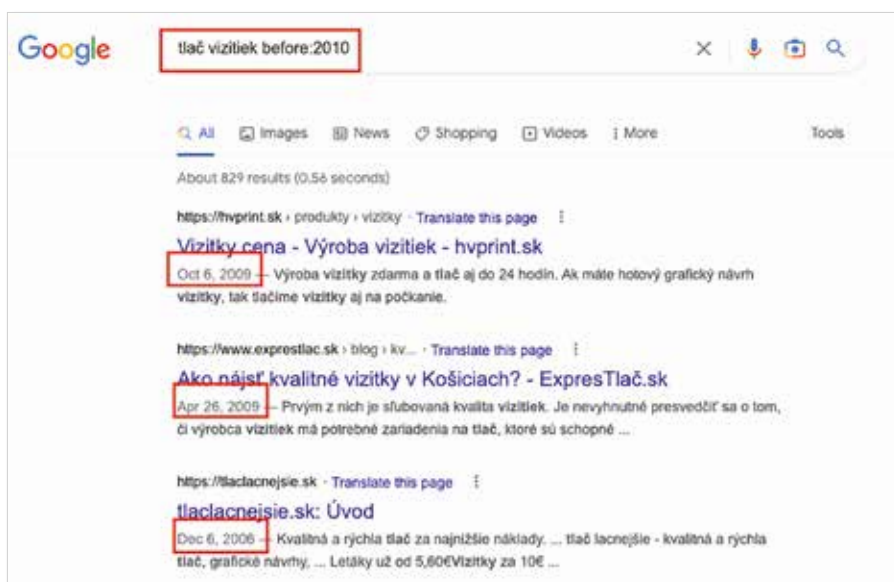 Google
tlač vizitiek before:2010
All Images News Shopping Videos More Tools
About 829 results (0.56 seconds)
https://hvprint.sk › produkty › vizitky · Translate this page
Vizitky cena - Výroba vizitiek - hvprint.sk
Oct 6, 2009 — Výroba vizitky zdarma a tlač aj do 24 hodín. Ak máte hotový grafický návrh
vizitky, tak tlačíme vizitky aj na počkanie.
https://www.exprestlac.sk › blog › kv... · Translate this page
Ako nájsť kvalitné vizitky v Košiciach? - ExpresTlač.sk
Apr 26, 2009 — Prvým z nich je sľubovaná kvalita vizitiek. Je nevyhnutné presvedčiť sa o tom,
či výrobca vizitiek má potrebné zariadenia na tlač, ktoré sú schopné ...
https://tlaclacnejsie.sk · Translate this page
tlaclacnejsie.sk: Úvod
Dec 6, 2006 — Kvalitná a rýchla tlač za najnižšie náklady. ... tlač lacnejšie - kvalitná a rýchla
tlač, grafické návrhy, ... Letáky už od 5,60€Vizitky za 10€ ...